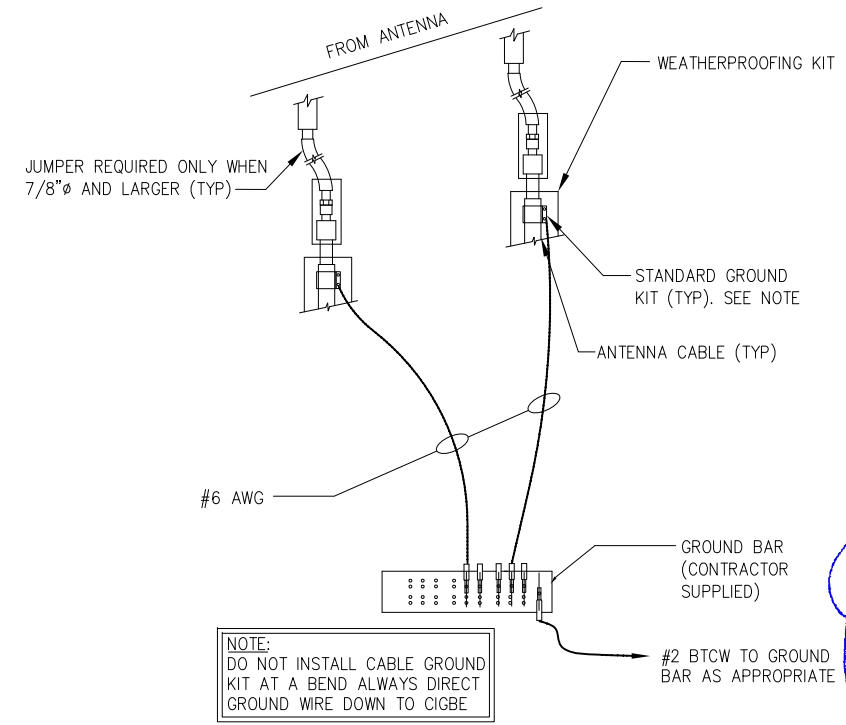 FROM ANTENNA
WEATHERPROOFING KIT
JUMPER REQUIRED ONLY WHEN
7/8"ø AND LARGER (TYP)
STANDARD GROUND
KIT (TYP). SEE NOTE
ANTENNA CABLE (TYP)
#6 AWG
GROUND BAR
(CONTRACTOR
SUPPLIED)
NOTE:
DO NOT INSTALL CABLE GROUND
KIT AT A BEND ALWAYS DIRECT
GROUND WIRE DOWN TO CIGBE
#2 BTCW TO GROUND
BAR AS APPROPRIATE